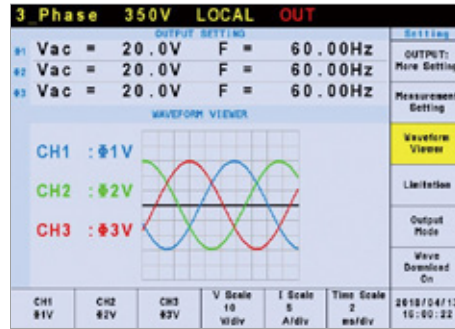 3_Phase 350V LOCAL OUT
OUTPUT SETTING
Φ1 Vac = 20.0V F = 60.00Hz
Φ2 Vac = 20.0V F = 60.00Hz
Φ3 Vac = 20.0V F = 60.00Hz
WAVEFORM VIEWER
CH1 :Φ1V
CH2 :Φ2V
CH3 :Φ3V
Setting
OUTPUT:
More Setting
Measurement
Setting
Waveform
Viewer
Limitation
Output
Mode
Wave
Download
On
CH1
Φ1V
CH2
Φ2V
CH3
Φ3V
V Scale
10
V/div
I Scale
5
A/div
Time Scale
2
ms/div
2018/04/13
16:00:22